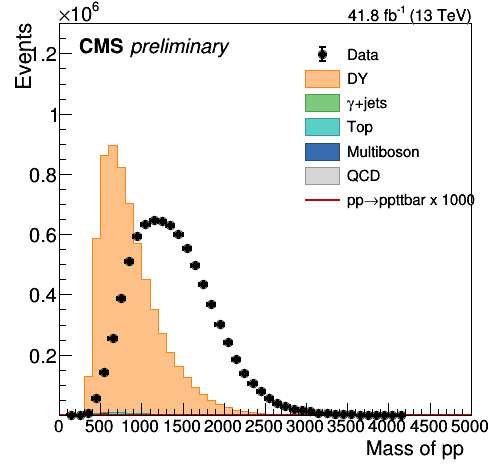 ×10⁶
41.8 fb⁻¹ (13 TeV)
CMS preliminary
Events
Data
DY
γ+jets
Top
Multiboson
QCD
pp→ppttbar x 1000
1.2
1
0.8
0.6
0.4
0.2
0 500 1000 1500 2000 2500 3000 3500 4000 4500 5000
Mass of pp